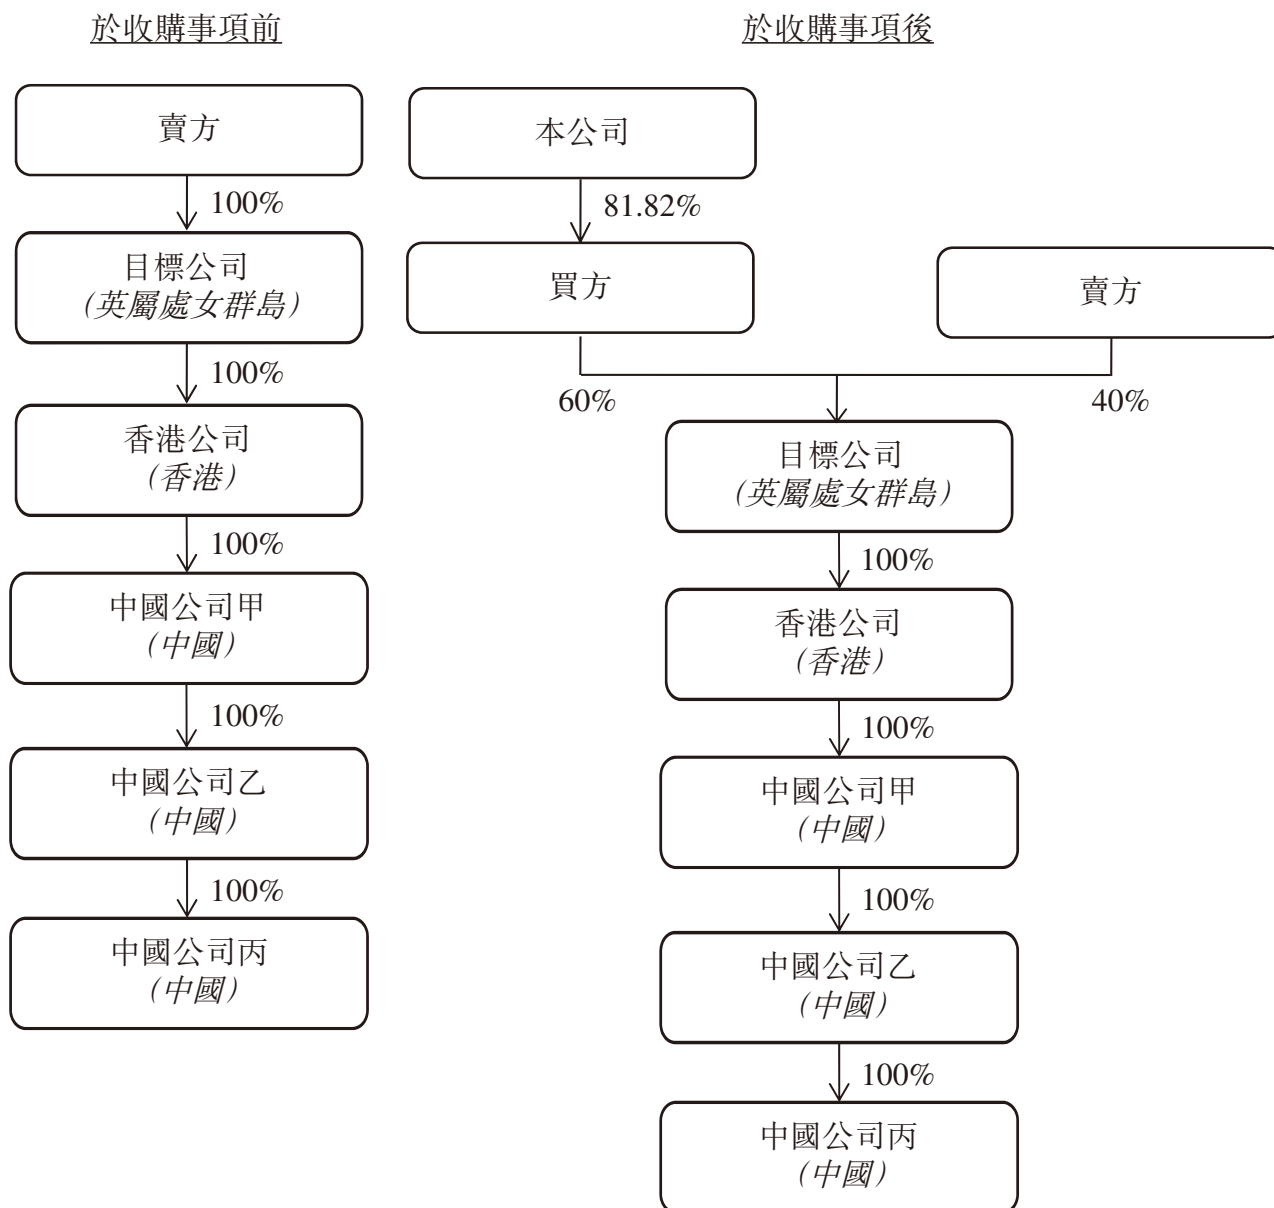 於收購事項前
賣方
100%
目標公司
（英屬處女群島）
100%
香港公司
（香港）
100%
中國公司甲
（中國）
100%
中國公司乙
（中國）
100%
中國公司丙
（中國）
於收購事項後
本公司
81.82%
買方
賣方
60%
40%
目標公司
（英屬處女群島）
100%
香港公司
（香港）
100%
中國公司甲
（中國）
100%
中國公司乙
（中國）
100%
中國公司丙
（中國）